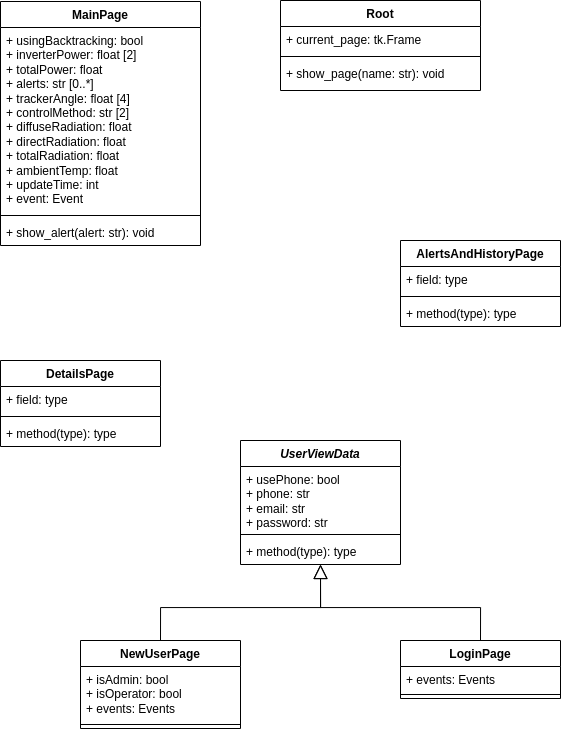 MainPage
+ usingBacktracking: bool
+ inverterPower: float [2]
+ totalPower: float
+ alerts: str [0..*]
+ trackerAngle: float [4]
+ controlMethod: str [2]
+ diffuseRadiation: float
+ directRadiation: float
+ totalRadiation: float
+ ambientTemp: float
+ updateTime: int
+ event: Event
+ show_alert(alert: str): void
Root
+ current_page: tk.Frame
+ show_page(name: str): void
AlertsAndHistoryPage
+ field: type
+ method(type): type
DetailsPage
+ field: type
+ method(type): type
UserViewData
+ usePhone: bool
+ phone: str
+ email: str
+ password: str
+ method(type): type
NewUserPage
+ isAdmin: bool
+ isOperator: bool
+ events: Events
LoginPage
+ events: Events